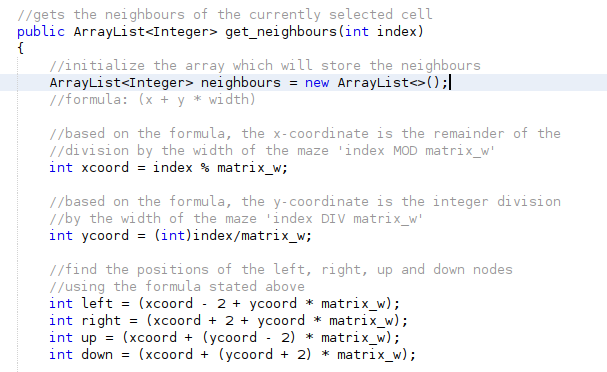 //gets the neighbours of the currently selected cell
public ArrayList<Integer> get_neighbours(int index)
{
//initialize the array which will store the neighbours
ArrayList<Integer> neighbours = new ArrayList<>();
//formula: (x + y * width)
//based on the formula, the x-coordinate is the remainder of the
//division by the width of the maze 'index MOD matrix_w'
int xcoord = index % matrix_w;
//based on the formula, the y-coordinate is the integer division
//by the width of the maze 'index DIV matrix_w'
int ycoord = (int)index/matrix_w;
//find the positions of the left, right, up and down nodes
//using the formula stated above
int left = (xcoord - 2 + ycoord * matrix_w);
int right = (xcoord + 2 + ycoord * matrix_w);
int up = (xcoord + (ycoord - 2) * matrix_w);
int down = (xcoord + (ycoord + 2) * matrix_w);